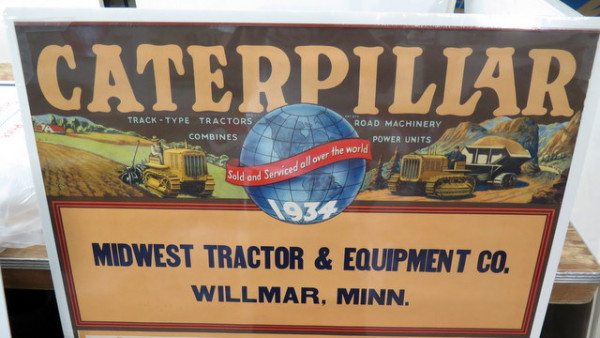 CATERPILLAR
TRACK-TYPE TRACTORS
COMBINES
ROAD MACHINERY
POWER UNITS
Sold and Serviced all over the world
1934
MIDWEST TRACTOR & EQUIPMENT CO.
WILLMAR, MINN.